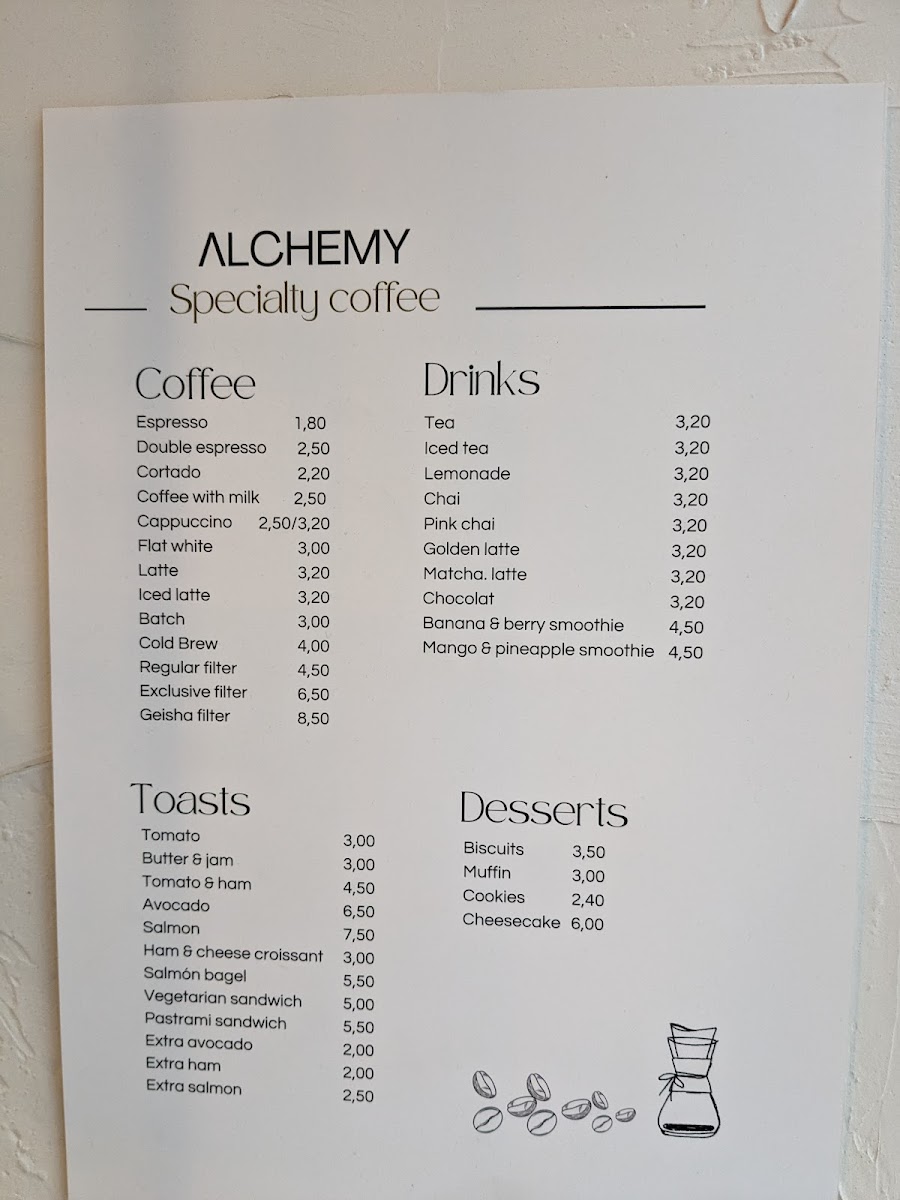 ALCHEMY
Specialty coffee
Coffee
Espresso 1,80
Double espresso 2,50
Cortado 2,20
Coffee with milk 2,50
Cappuccino 2,50/3,20
Flat white 3,00
Latte 3,20
Iced latte 3,20
Batch 3,00
Cold Brew 4,00
Regular filter 4,50
Exclusive filter 6,50
Geisha filter 8,50
Drinks
Tea 3,20
Iced tea 3,20
Lemonade 3,20
Chai 3,20
Pink chai 3,20
Golden latte 3,20
Matcha. latte 3,20
Chocolat 3,20
Banana & berry smoothie 4,50
Mango & pineapple smoothie 4,50
Toasts
Tomato 3,00
Butter & jam 3,00
Tomato & ham 4,50
Avocado 6,50
Salmon 7,50
Ham & cheese croissant 3,00
Salmón bagel 5,50
Vegetarian sandwich 5,00
Pastrami sandwich 5,50
Extra avocado 2,00
Extra ham 2,00
Extra salmon 2,50
Desserts
Biscuits 3,50
Muffin 3,00
Cookies 2,40
Cheesecake 6,00